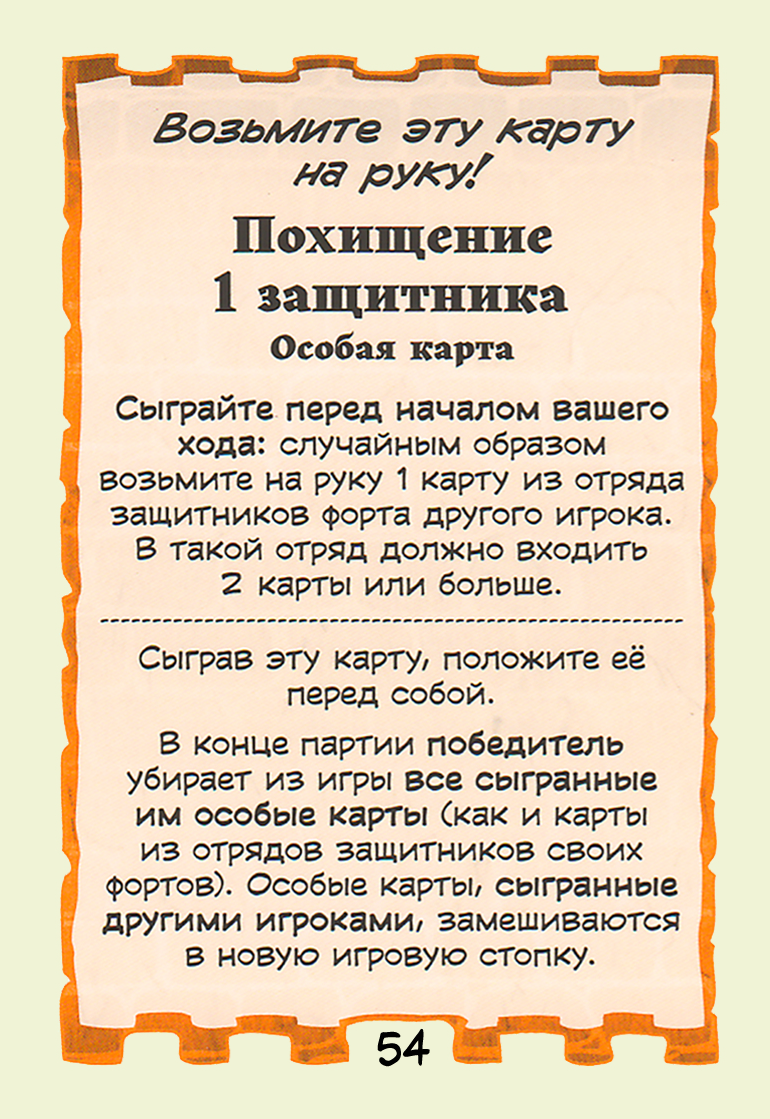 Возьмите эту карту
на руку!
Похищение
1 защитника
Особая карта
Сыграйте перед началом вашего
хода: случайным образом
возьмите на руку 1 карту из отряда
защитников форта другого игрока.
В такой отряд должно входить
2 карты или больше.
Сыграв эту карту, положите её
перед собой.
В конце партии победитель
убирает из игры все сыгранные
им особые карты (как и карты
из отрядов защитников своих
фортов). Особые карты, сыгранные
другими игроками, замешиваются
в новую игровую стопку.
54